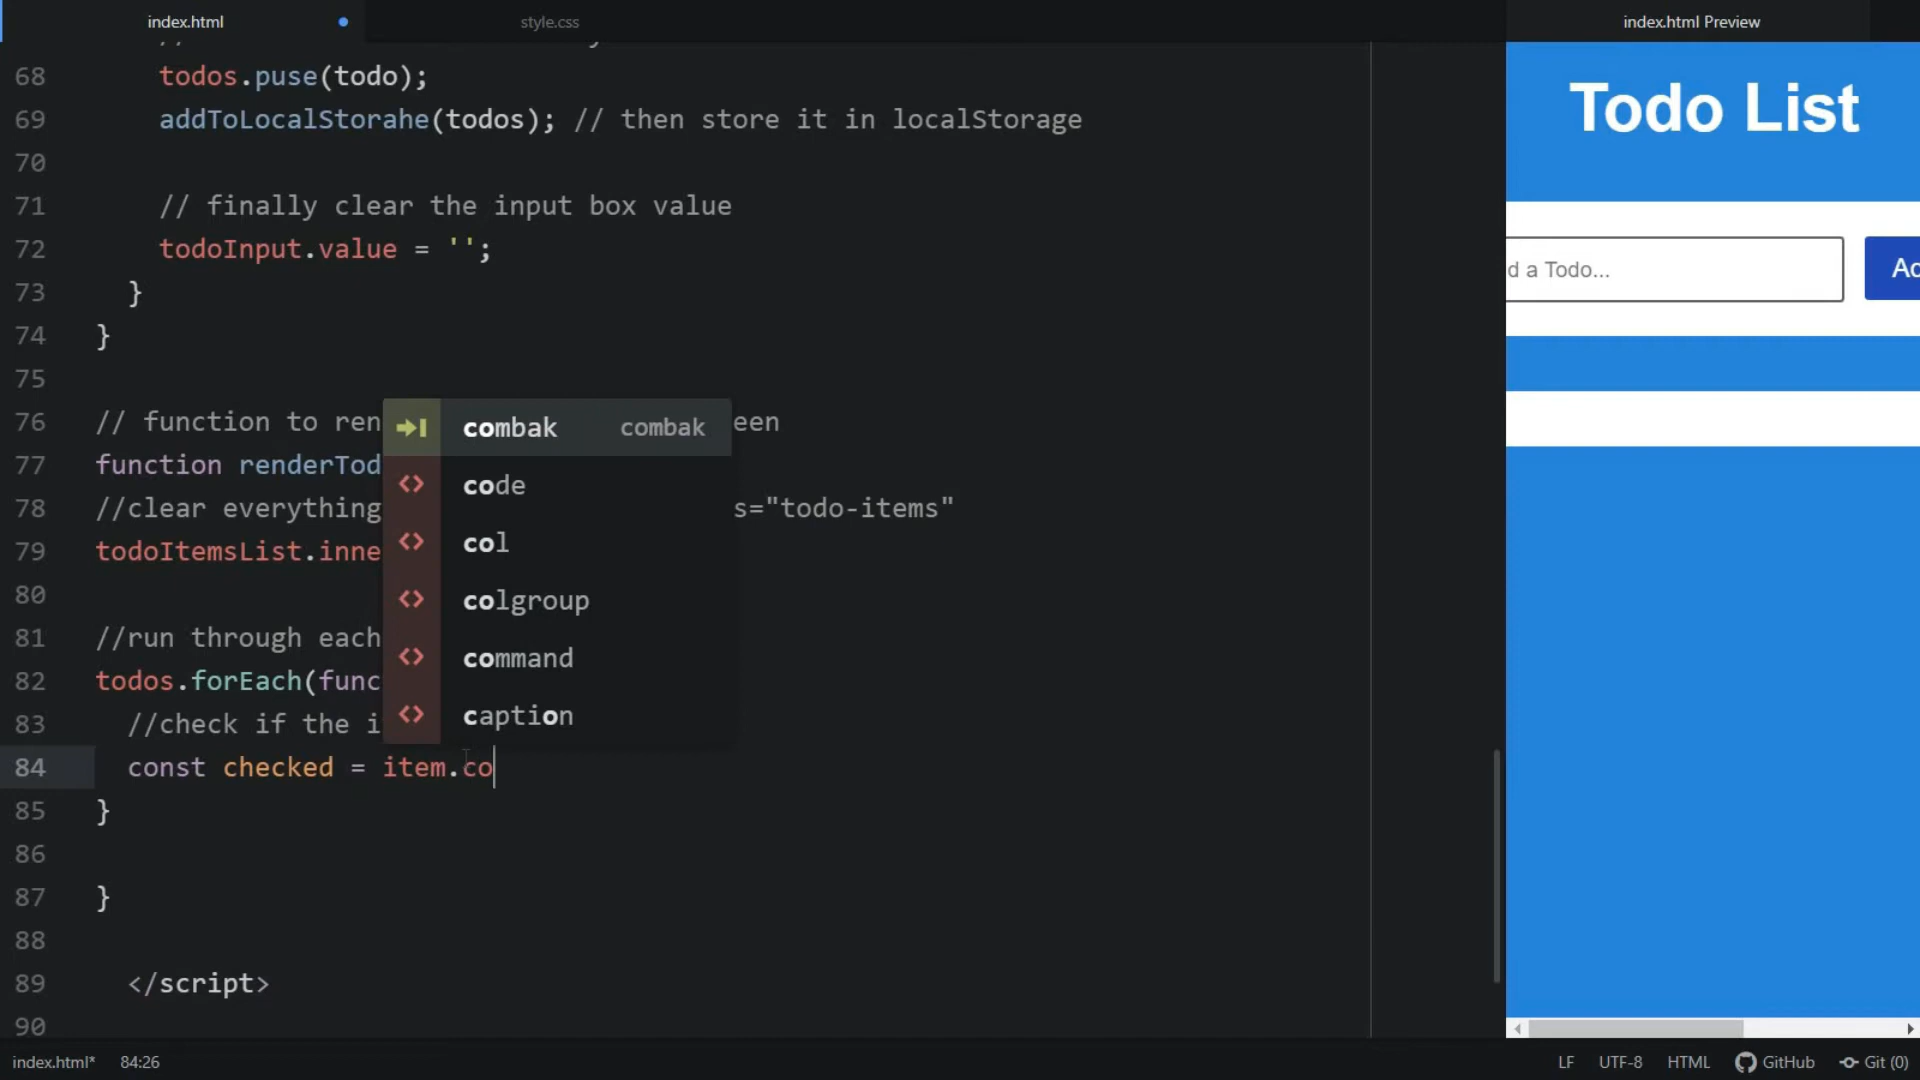 index.html
style.css
index.html Preview
68 todos.puse(todo);
69 addToLocalStorahe(todos); // then store it in localStorage
70
71 // finally clear the input box value
72 todoInput.value = '';
73 }
74 }
75
76 // function to ren een
77 function renderTod
78 //clear everything s="todo-items"
79 todoItemsList.inne
80
81 //run through each
82 todos.forEach(func
83 //check if the i
84 const checked = item.co
85 }
86
87 }
88
89 </script>
90
combak combak
code
col
colgroup
command
caption
Todo List
d a Todo...
Ad
index.html* 84:26
LF UTF-8 HTML GitHub Git (0)